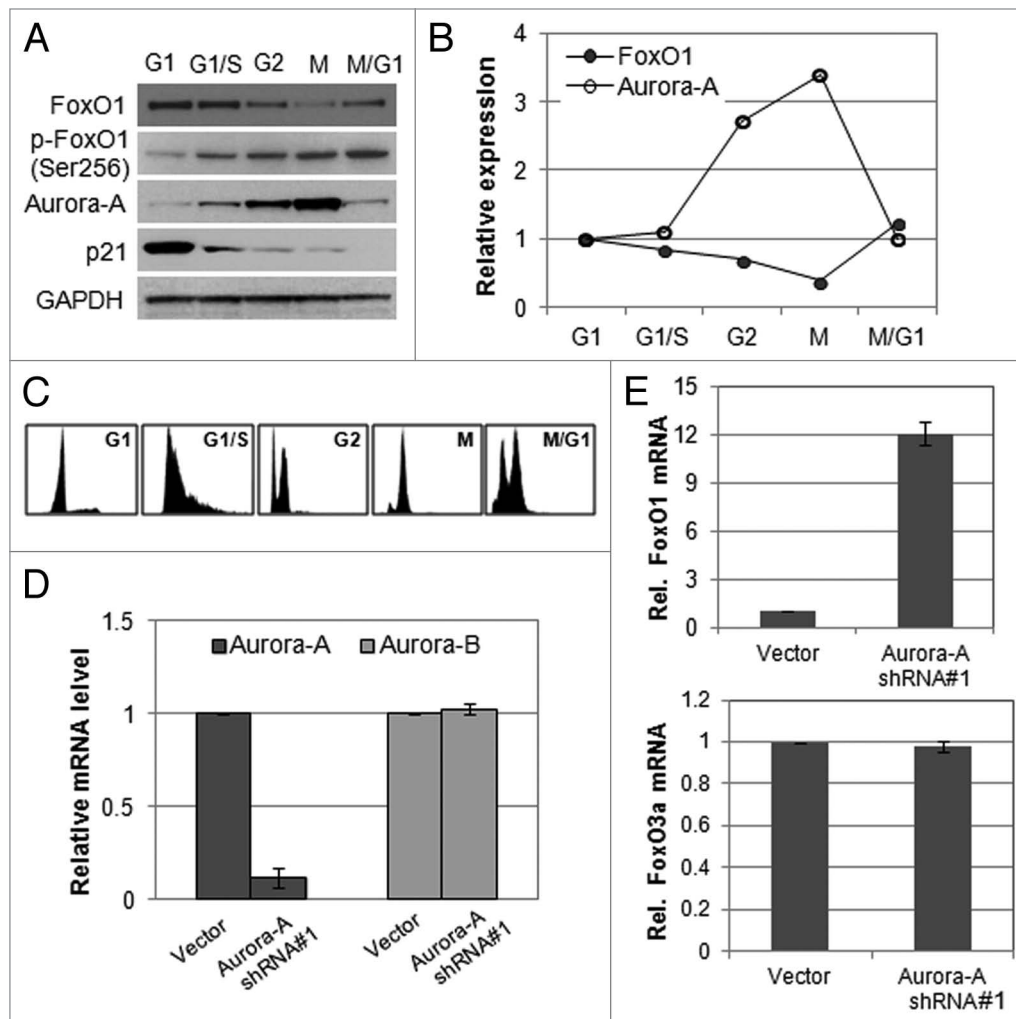 A
G1 G1/S G2 M M/G1
FoxO1
p-FoxO1
(Ser256)
Aurora-A
p21
GAPDH
B
4
3
2
1
0
Relative expression
FoxO1
Aurora-A
G1 G1/S G2 M M/G1
C
G1
G1/S
G2
M
M/G1
D
1.5
1
0.5
0
Relative mRNA lelvel
Aurora-A Aurora-B
Vector
Aurora-A
shRNA#1
Vector
Aurora-A
shRNA#1
E
15
12
9
6
3
0
Rel. FoxO1 mRNA
Vector
Aurora-A
shRNA#1
1.2
1
0.8
0.6
0.4
0.2
0
Rel. FoxO3a mRNA
Vector
Aurora-A
shRNA#1